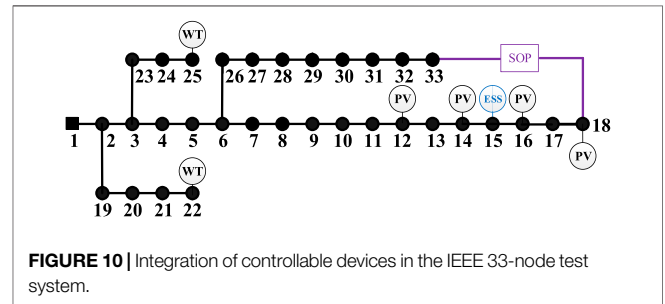 WT
23 24 25 26 27 28 29 30 31 32 33
SOP
PV PV ESS PV
1 2 3 4 5 6 7 8 9 10 11 12 13 14 15 16 17 18
WT PV
19 20 21 22
FIGURE 10 | Integration of controllable devices in the IEEE 33-node test
system.